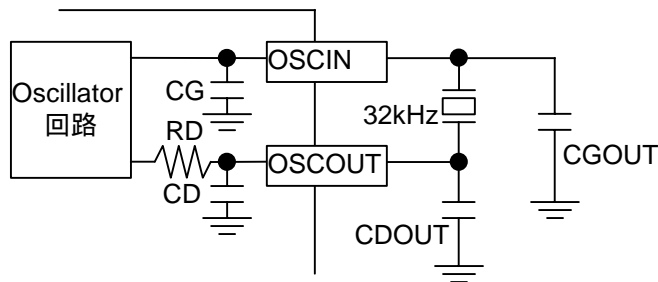 OSCIN
Oscillator
回路
CG
32kHz
RD
OSCOUT
CGOUT
CD
CDOUT